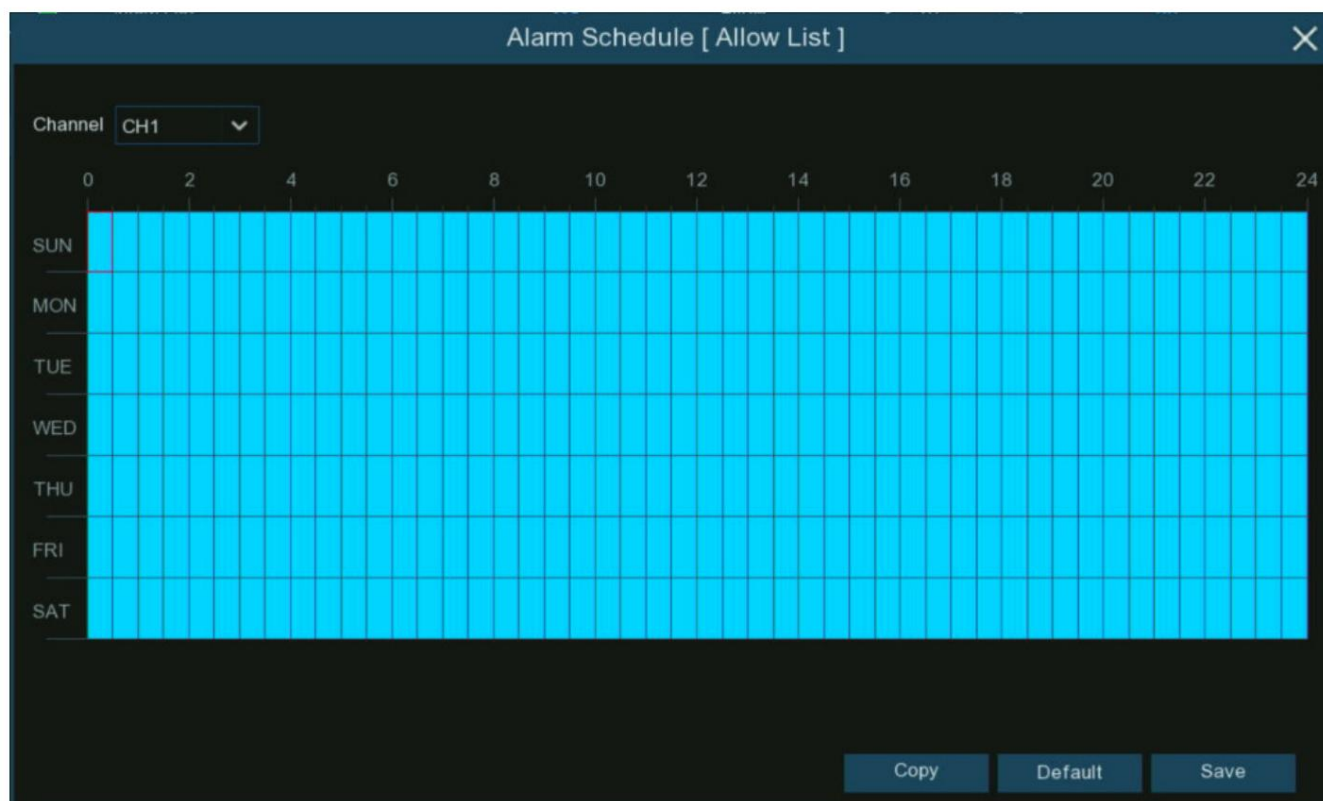 Alarm Schedule [ Allow List ]
Channel CH1
0 2 4 6 8 10 12 14 16 18 20 22 24
SUN
MON
TUE
WED
THU
FRI
SAT
Copy Default Save